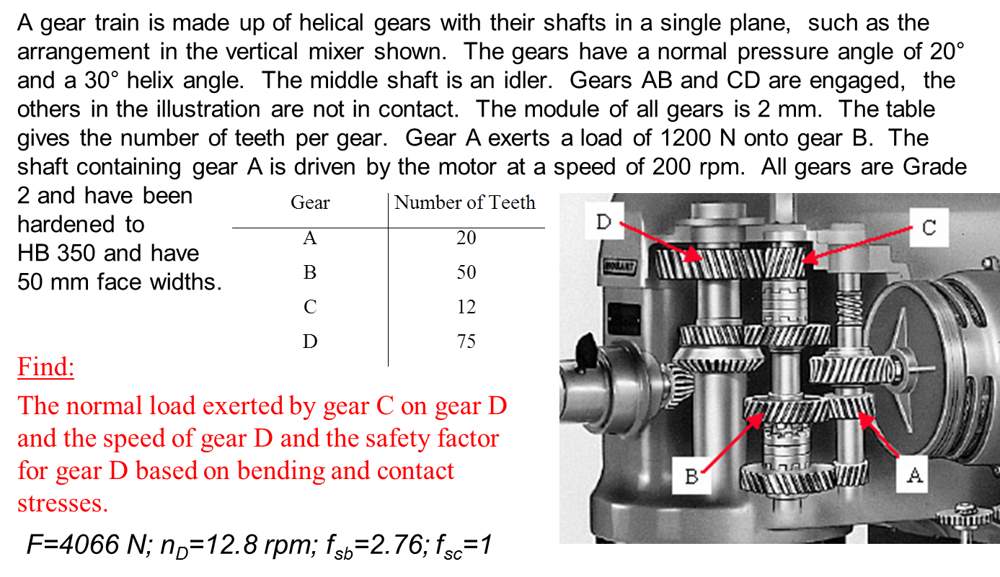 A gear train is made up of helical gears with their shafts in a single plane, such as the
arrangement in the vertical mixer shown. The gears have a normal pressure angle of 20°
and a 30° helix angle. The middle shaft is an idler. Gears AB and CD are engaged, the
others in the illustration are not in contact. The module of all gears is 2 mm. The table
gives the number of teeth per gear. Gear A exerts a load of 1200 N onto gear B. The
shaft containing gear A is driven by the motor at a speed of 200 rpm. All gears are Grade
2 and have been
hardened to
HB 350 and have
50 mm face widths.
Gear Number of Teeth
A 20
B 50
C 12
D 75
D
C
HOBART
B
A
Find:
The normal load exerted by gear C on gear D
and the speed of gear D and the safety factor
for gear D based on bending and contact
stresses.
F=4066 N; nD=12.8 rpm; fsb=2.76; fsc=1